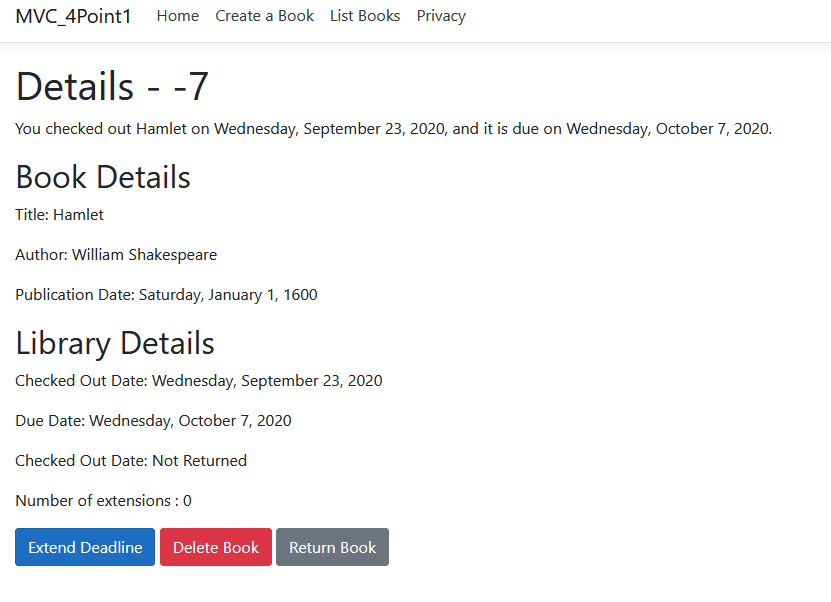 MVC_4Point1 Home Create a Book List Books Privacy
Details - -7
You checked out Hamlet on Wednesday, September 23, 2020, and it is due on Wednesday, October 7, 2020.
Book Details
Title: Hamlet
Author: William Shakespeare
Publication Date: Saturday, January 1, 1600
Library Details
Checked Out Date: Wednesday, September 23, 2020
Due Date: Wednesday, October 7, 2020
Checked Out Date: Not Returned
Number of extensions : 0
Extend Deadline Delete Book Return Book